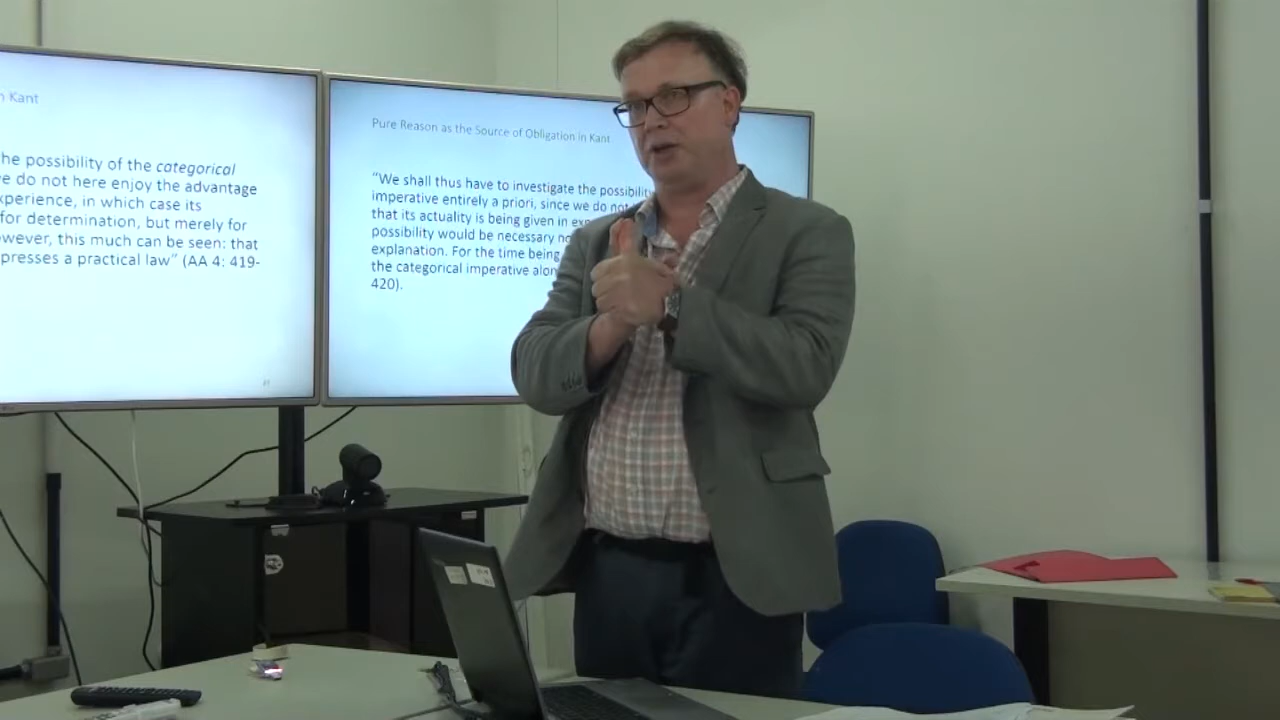 n Kant
he possibility of the categorical
e do not here enjoy the advantage
xperience, in which case its
for determination, but merely for
owever, this much can be seen: that
presses a practical law” (AA 4: 419-
Pure Reason as the Source of Obligation in Kant
“We shall thus have to investigate the possibility
imperative entirely a priori, since we do not
that its actuality is being given in exp
possibility would be necessary no
explanation. For the time being
the categorical imperative alon
420).